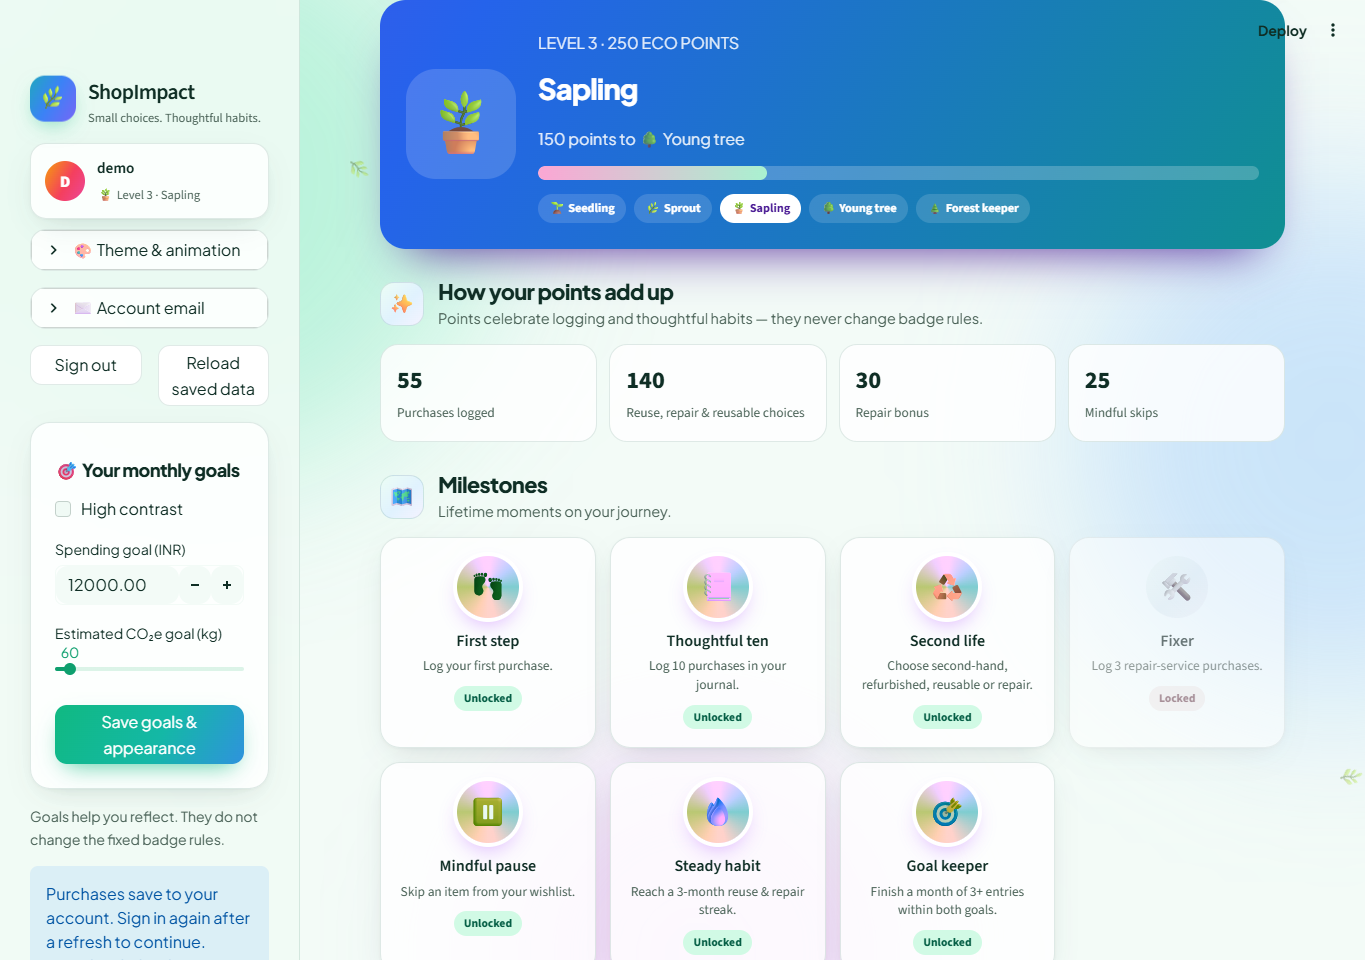 ShopImpact
Small choices. Thoughtful habits.
D
demo
Level 3 · Sapling
Theme & animation
Account email
Sign out
Reload
saved data
Your monthly goals
High contrast
Spending goal (INR)
12000.00
Estimated CO₂e goal (kg)
60
Save goals &
appearance
Goals help you reflect. They do not
change the fixed badge rules.
Purchases save to your
account. Sign in again after
a refresh to continue.
Deploy
LEVEL 3 · 250 ECO POINTS
Sapling
150 points to Young tree
Seedling Sprout Sapling Young tree Forest keeper
How your points add up
Points celebrate logging and thoughtful habits — they never change badge rules.
55
Purchases logged
140
Reuse, repair & reusable choices
30
Repair bonus
25
Mindful skips
Milestones
Lifetime moments on your journey.
First step
Log your first purchase.
Unlocked
Thoughtful ten
Log 10 purchases in your
journal.
Unlocked
Second life
Choose second-hand,
refurbished, reusable or repair.
Unlocked
Fixer
Log 3 repair-service purchases.
Locked
Mindful pause
Skip an item from your wishlist.
Unlocked
Steady habit
Reach a 3-month reuse & repair
streak.
Unlocked
Goal keeper
Finish a month of 3+ entries
within both goals.
Unlocked